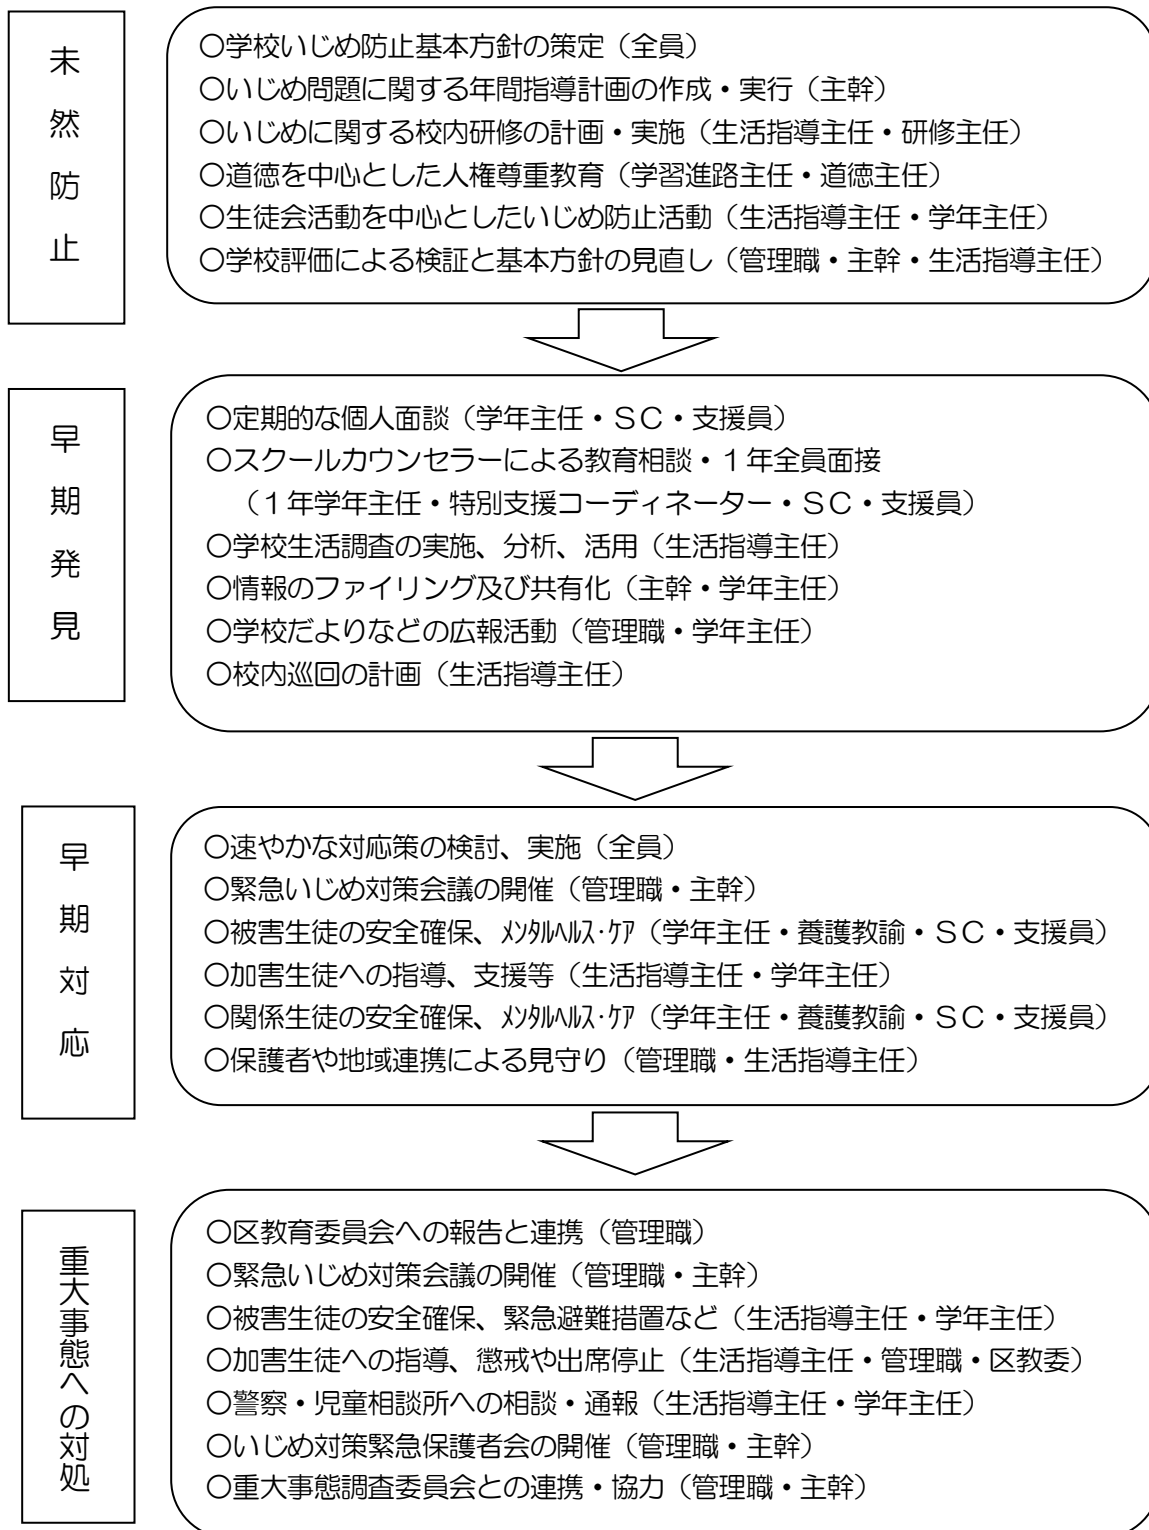 未然防止
○学校いじめ防止基本方針の策定（全員）
○いじめ問題に関する年間指導計画の作成・実行（主幹）
○いじめに関する校内研修の計画・実施（生活指導主任・研修主任）
○道徳を中心とした人権尊重教育（学習進路主任・道徳主任）
○生徒会活動を中心としたいじめ防止活動（生活指導主任・学年主任）
○学校評価による検証と基本方針の見直し（管理職・主幹・生活指導主任）
早期発見
○定期的な個人面談（学年主任・ＳＣ・支援員）
○スクールカウンセラーによる教育相談・１年全員面接
（１年学年主任・特別支援コーディネーター・ＳＣ・支援員）
○学校生活調査の実施、分析、活用（生活指導主任）
○情報のファイリング及び共有化（主幹・学年主任）
○学校だよりなどの広報活動（管理職・学年主任）
○校内巡回の計画（生活指導主任）
早期対応
○速やかな対応策の検討、実施（全員）
○緊急いじめ対策会議の開催（管理職・主幹）
○被害生徒の安全確保、ﾒﾝﾀﾙﾍﾙｽ･ｹｱ（学年主任・養護教諭・ＳＣ・支援員）
○加害生徒への指導、支援等（生活指導主任・学年主任）
○関係生徒の安全確保、ﾒﾝﾀﾙﾍﾙｽ･ｹｱ（学年主任・養護教諭・ＳＣ・支援員）
○保護者や地域連携による見守り（管理職・生活指導主任）
重大事態への対処
○区教育委員会への報告と連携（管理職）
○緊急いじめ対策会議の開催（管理職・主幹）
○被害生徒の安全確保、緊急避難措置など（生活指導主任・学年主任）
○加害生徒への指導、懲戒や出席停止（生活指導主任・管理職・区教委）
○警察・児童相談所への相談・通報（生活指導主任・学年主任）
○いじめ対策緊急保護者会の開催（管理職・主幹）
○重大事態調査委員会との連携・協力（管理職・主幹）